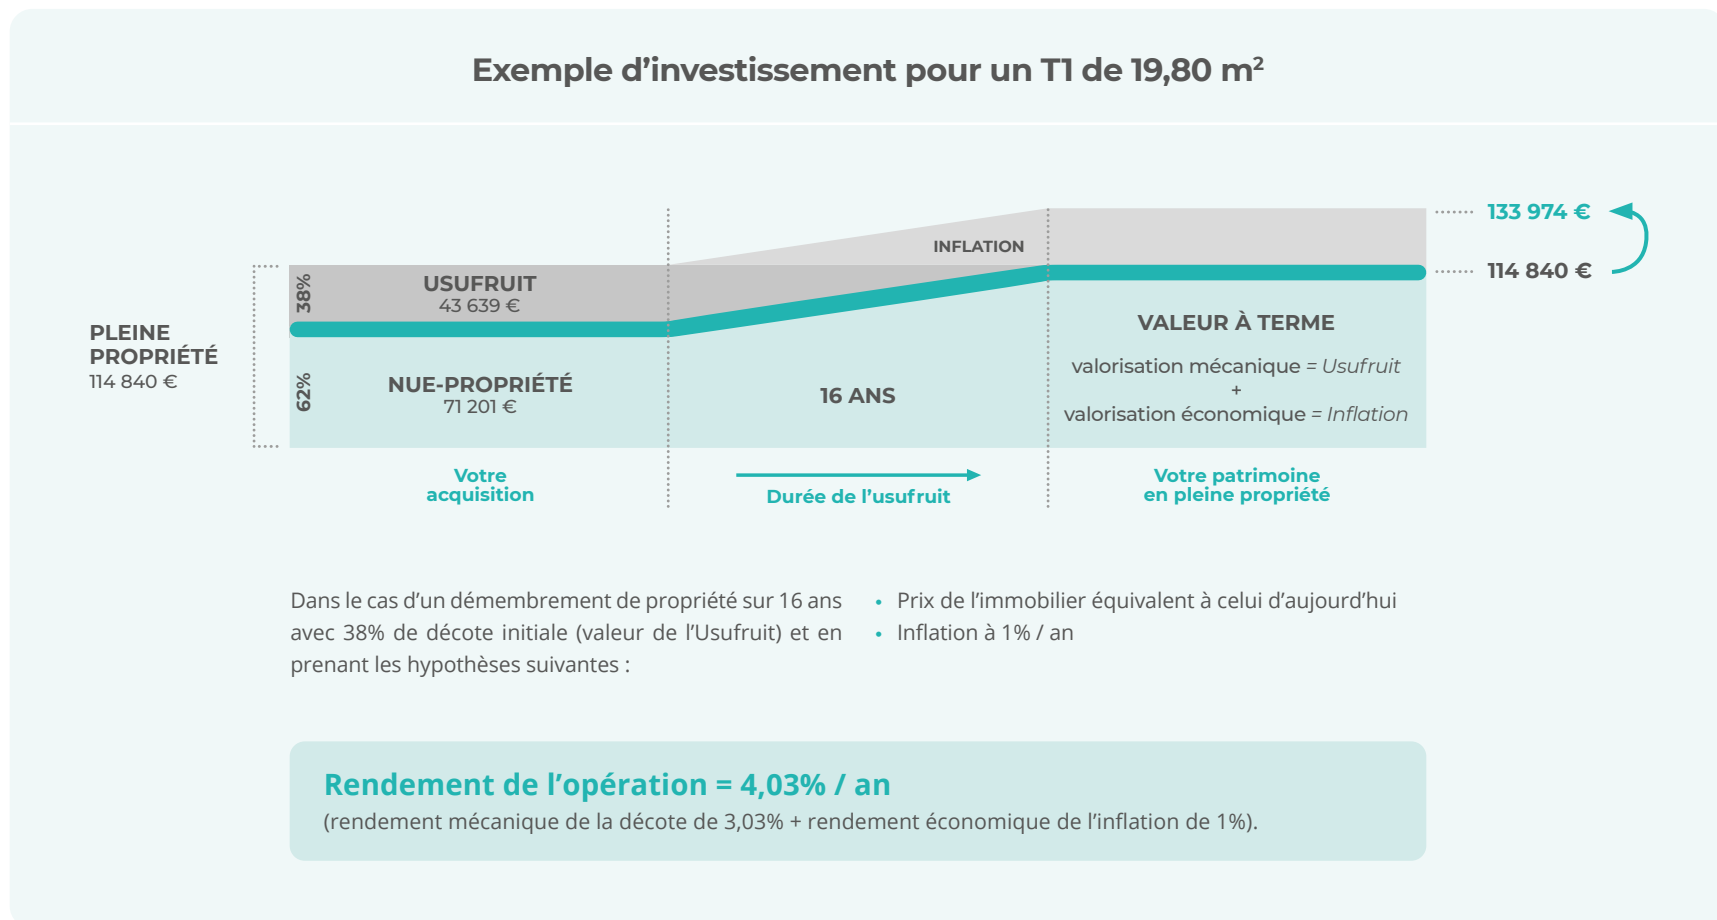 Exemple d’investissement pour un T1 de 19,80 m²
133 974 €
INFLATION
114 840 €
38%
USUFRUIT
43 639 €
PLEINE
PROPRIÉTÉ
114 840 €
VALEUR À TERME
valorisation mécanique = Usufruit
+
valorisation économique = Inflation
62%
NUE-PROPRIÉTÉ
71 201 €
16 ANS
Votre
acquisition
Durée de l’usufruit
Votre patrimoine
en pleine propriété
Dans le cas d’un démembrement de propriété sur 16 ans
avec 38% de décote initiale (valeur de l’Usufruit) et en
prenant les hypothèses suivantes :
• Prix de l’immobilier équivalent à celui d’aujourd’hui
• Inflation à 1% / an
Rendement de l’opération = 4,03% / an
(rendement mécanique de la décote de 3,03% + rendement économique de l’inflation de 1%).